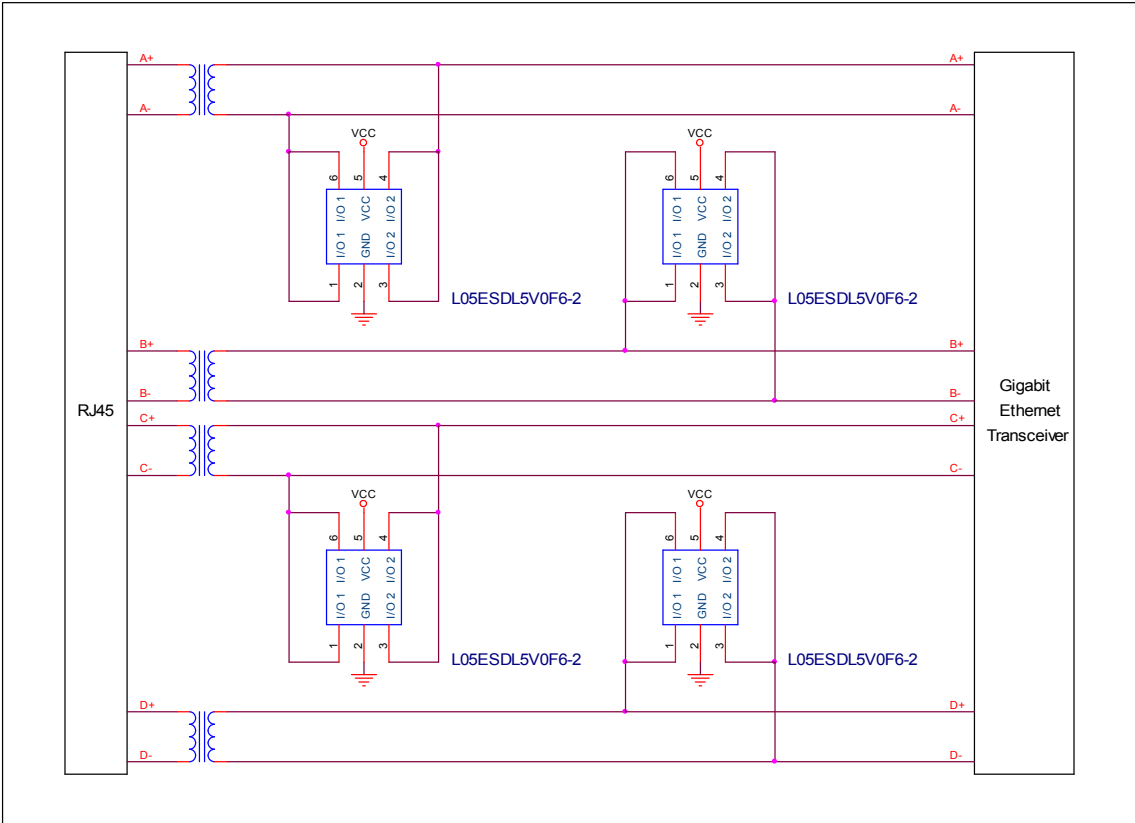 A+ A+
A- A-
VCC VCC
6 5 4 6 5 4
I/O 1 VCC I/O 2 I/O 1 VCC I/O 2
I/O 1 GND I/O 2 I/O 1 GND I/O 2
1 2 3 1 2 3
L05ESDL5V0F6-2 L05ESDL5V0F6-2
B+ B+
B- B-
RJ45
Gigabit
Ethernet
Transceiver
C+ C+
C- C-
VCC VCC
6 5 4 6 5 4
I/O 1 VCC I/O 2 I/O 1 VCC I/O 2
I/O 1 GND I/O 2 I/O 1 GND I/O 2
1 2 3 1 2 3
L05ESDL5V0F6-2 L05ESDL5V0F6-2
D+ D+
D- D-